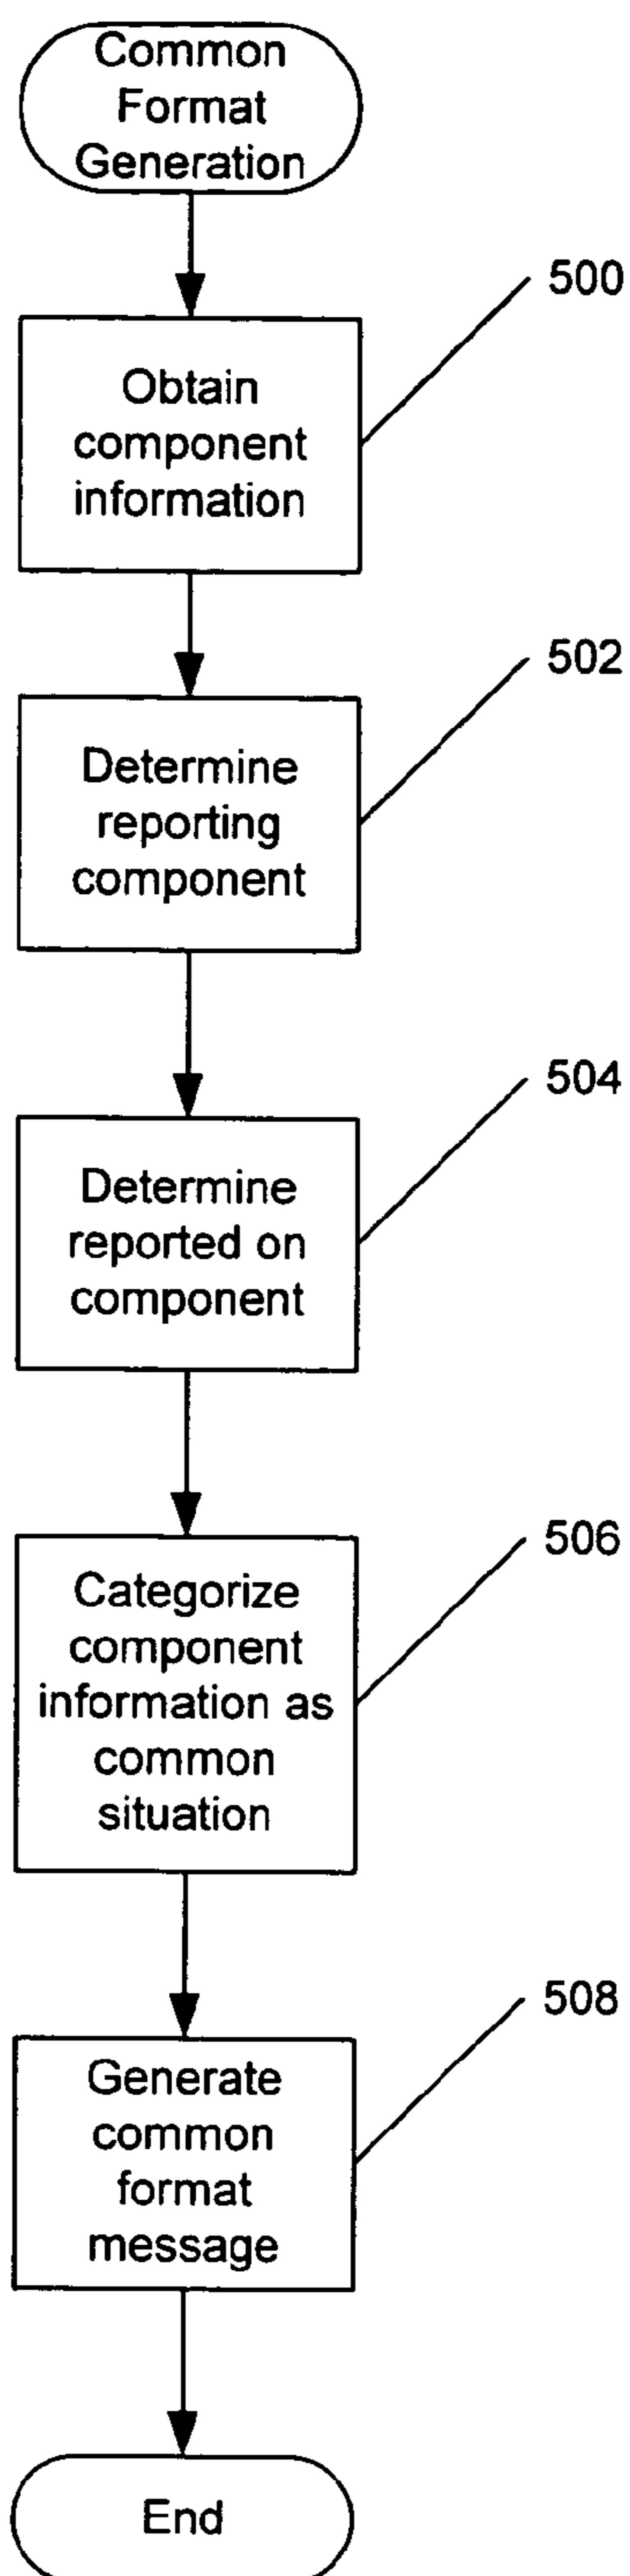 Common
Format
Generation
500
Obtain
component
information
502
Determine
reporting
component
504
Determine
reported on
component
506
Categorize
component
information as
common
situation
508
Generate
common
format
message
End